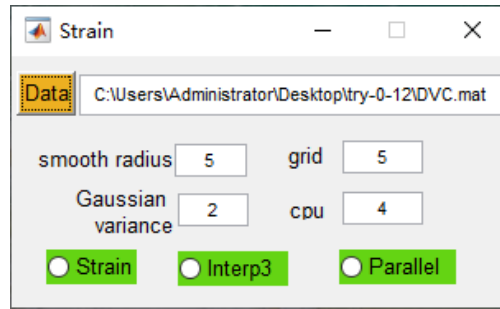 Strain
Data C:\Users\Administrator\Desktop\try-0-12\DVC.mat
smooth radius 5 grid 5
Gaussian
variance 2 cpu 4
Strain Interp3 Parallel